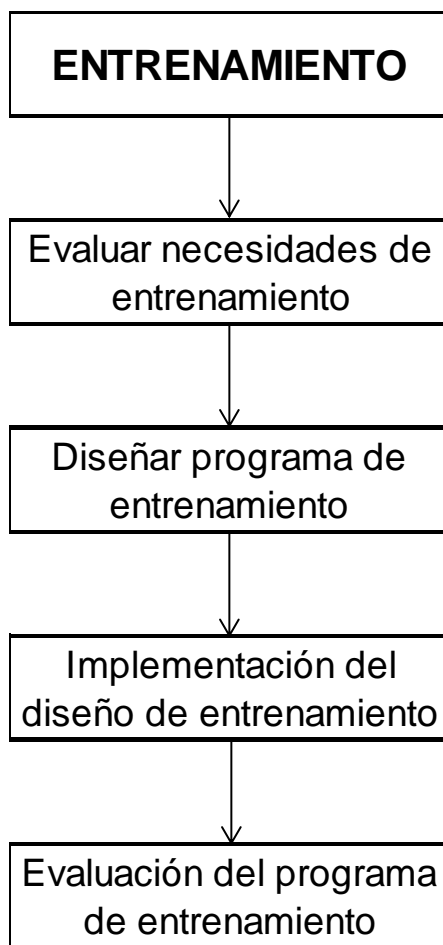 ENTRENAMIENTO
Evaluar necesidades de
entrenamiento
Diseñar programa de
entrenamiento
Implementación del
diseño de entrenamiento
Evaluación del programa
de entrenamiento